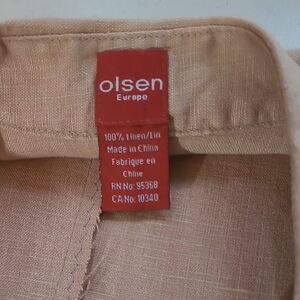 olsen
Europe
100% Linen/Lin
Made in China
Fabrique en
Chine
RN No: 95368
CA No: 10340